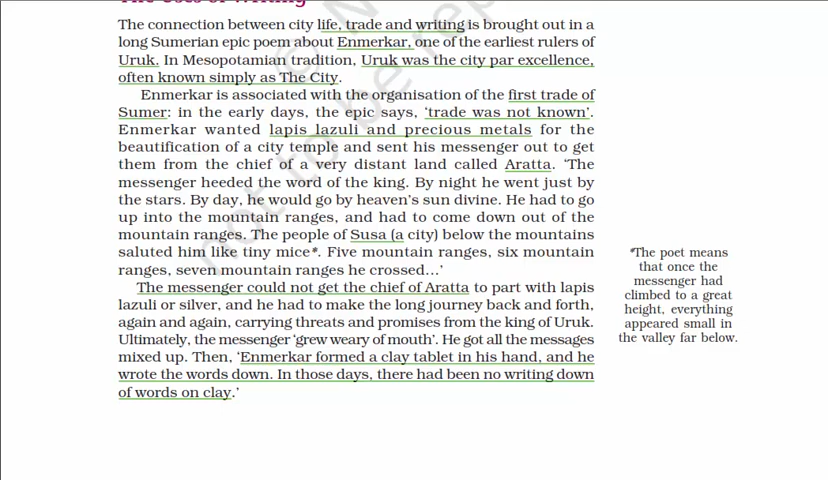 The Uses of Writing
The connection between city life, trade and writing is brought out in a
long Sumerian epic poem about Enmerkar, one of the earliest rulers of
Uruk. In Mesopotamian tradition, Uruk was the city par excellence,
often known simply as The City.
Enmerkar is associated with the organisation of the first trade of
Sumer: in the early days, the epic says, ‘trade was not known’.
Enmerkar wanted lapis lazuli and precious metals for the
beautification of a city temple and sent his messenger out to get
them from the chief of a very distant land called Aratta. ‘The
messenger heeded the word of the king. By night he went just by
the stars. By day, he would go by heaven’s sun divine. He had to go
up into the mountain ranges, and had to come down out of the
mountain ranges. The people of Susa (a city) below the mountains
saluted him like tiny mice*. Five mountain ranges, six mountain
ranges, seven mountain ranges he crossed…’
The messenger could not get the chief of Aratta to part with lapis
lazuli or silver, and he had to make the long journey back and forth,
again and again, carrying threats and promises from the king of Uruk.
Ultimately, the messenger ‘grew weary of mouth’. He got all the messages
mixed up. Then, ‘Enmerkar formed a clay tablet in his hand, and he
wrote the words down. In those days, there had been no writing down
of words on clay.’
*The poet means
that once the
messenger had
climbed to a great
height, everything
appeared small in
the valley far below.
not to be rep
© N